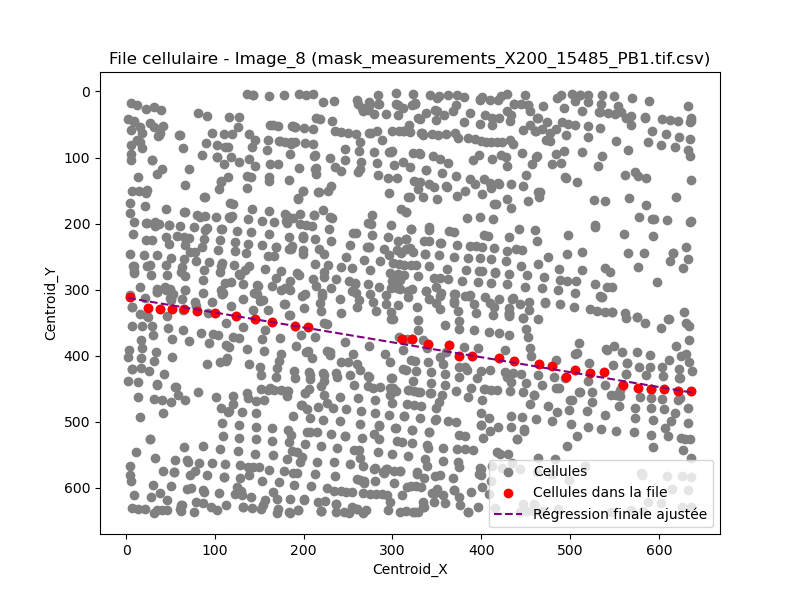 File cellulaire - Image_8 (mask_measurements_X200_15485_PB1.tif.csv)
Centroid_Y
0
100
200
300
400
500
600
Cellules
Cellules dans la file
Régression finale ajustée
0 100 200 300 400 500 600
Centroid_X